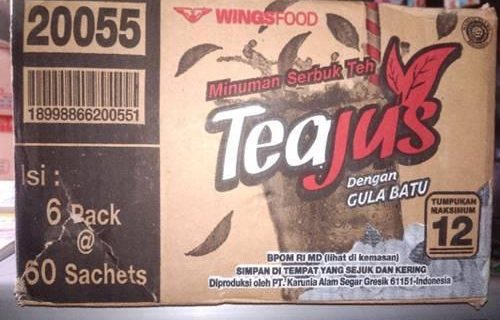 20055
WINGSFOOD
18998866200551
Minuman Serbuk Teh
TEAJUS
Dengan
GULA BATU
Isi :
6 Pack
@
60 Sachets
TUMPUKAN
MAKSIMUM
12
BPOM RI MD (lihat di kemasan)
SIMPAN DI TEMPAT YANG SEJUK DAN KERING
Diproduksi oleh PT. Karunia Alam Segar Gresik 61151-Indonesia